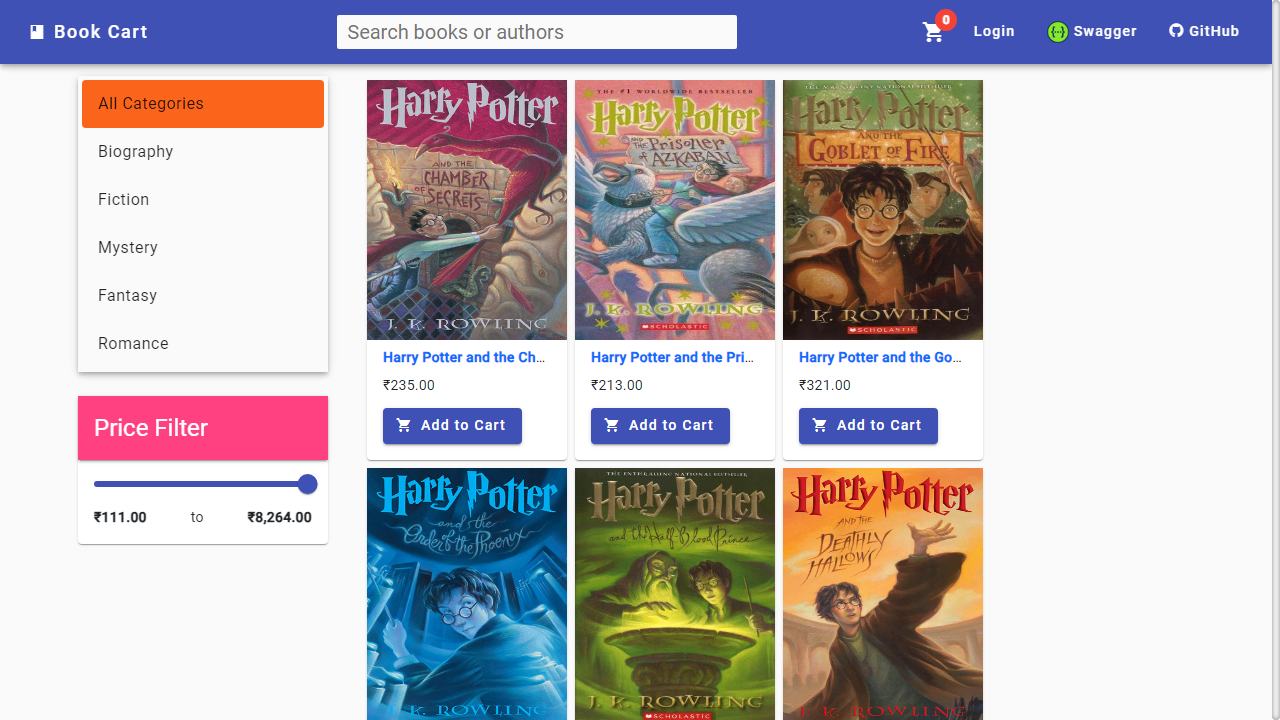 Book Cart
Search books or authors
0
Login
Swagger
GitHub
All Categories
Biography
Fiction
Mystery
Fantasy
Romance
Price Filter
₹111.00 to ₹8,264.00
Harry Potter
AND THE
CHAMBER
OF
SECRETS
J. K. ROWLING
Harry Potter and the Ch...
₹235.00
Add to Cart
THE #1 WORLDWIDE BESTSELLER
Harry Potter
AND THE Prisoner
of AZKABAN
J. K. ROWLING
SCHOLASTIC
Harry Potter and the Pri...
₹213.00
Add to Cart
Harry Potter
AND THE
GOBLET OF FIRE
J. K. ROWLING
SCHOLASTIC
Harry Potter and the Go...
₹321.00
Add to Cart
Harry Potter
and the
Order of the Phoenix
J. K. ROWLING
Harry Potter
and the Half-Blood Prince
J. K. ROWLING
SCHOLASTIC
Harry Potter
AND THE
DEATHLY
HALLOWS
J. K. ROWLING